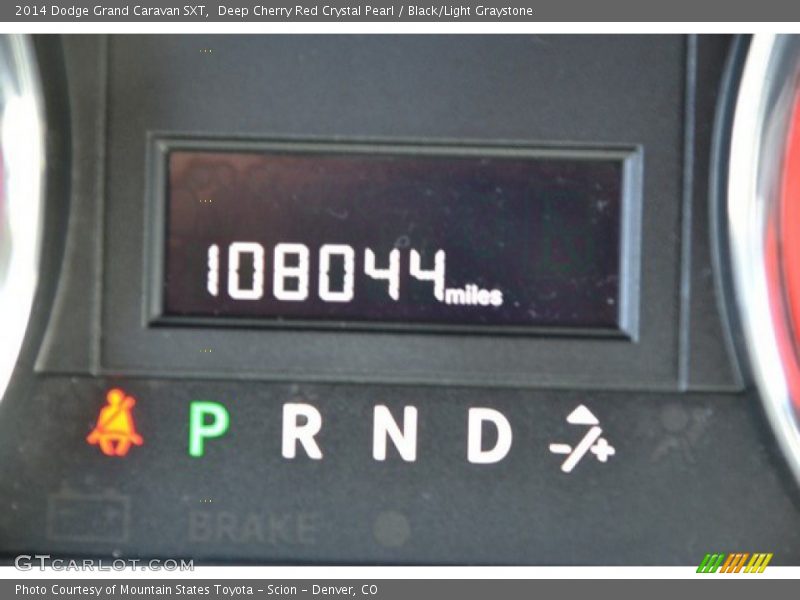 2014 Dodge Grand Caravan SXT,  Deep Cherry Red Crystal Pearl / Black/Light Graystone
108044 miles
P R N D
BRAKE
GTCARLOT.COM
Photo Courtesy of Mountain States Toyota – Scion – Denver, CO